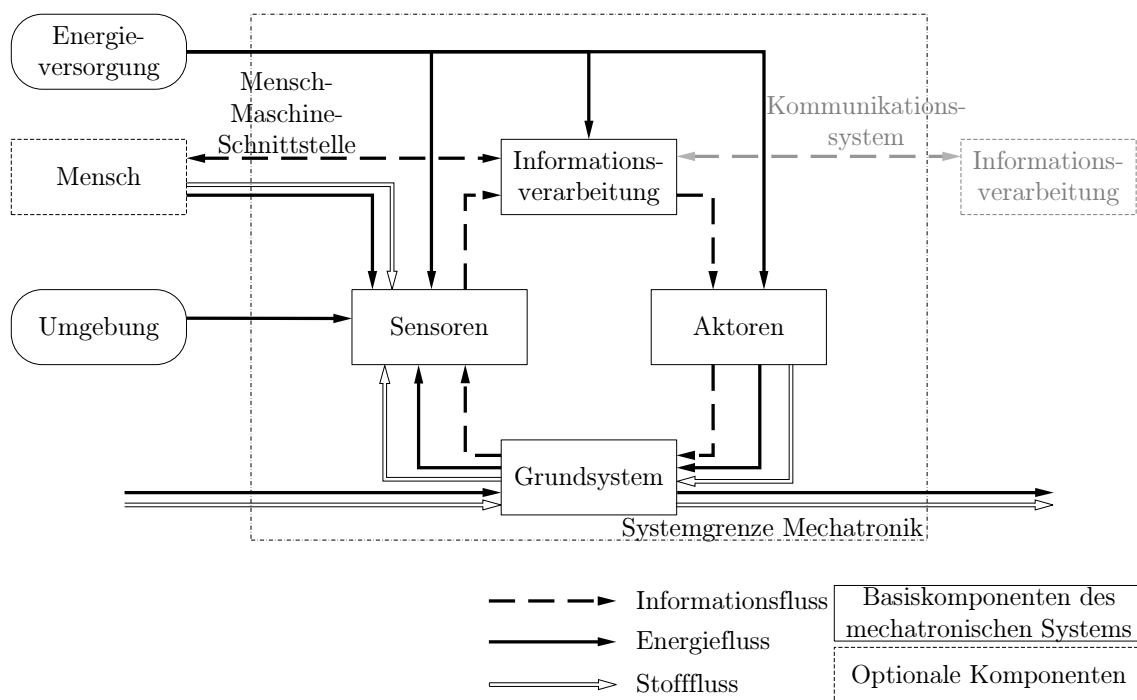 Energie-
versorgung
Mensch-
Maschine-
Schnittstelle
Kommunikations-
system
Mensch
Informations-
verarbeitung
Informations-
verarbeitung
Umgebung
Sensoren
Aktoren
Grundsystem
Systemgrenze Mechatronik
Informationsfluss
Energiefluss
Stofffluss
Basiskomponenten des
mechatronischen Systems
Optionale Komponenten